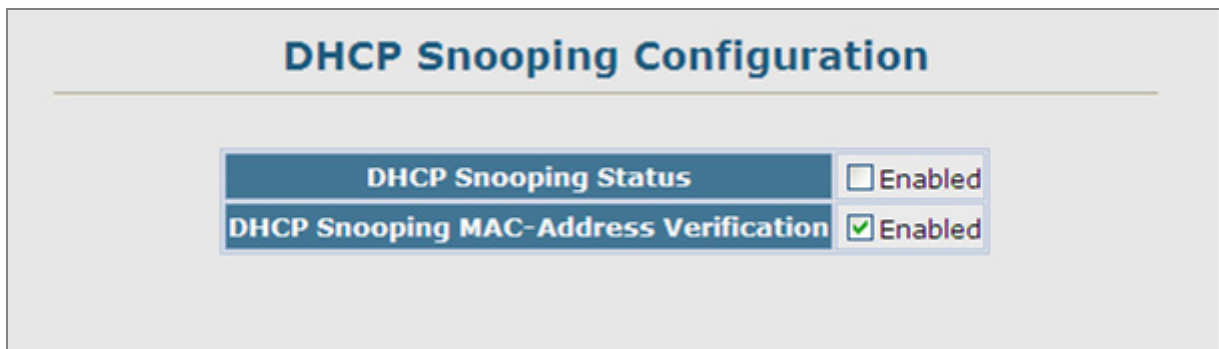 DHCP Snooping Configuration
DHCP Snooping Status Enabled
DHCP Snooping MAC-Address Verification Enabled